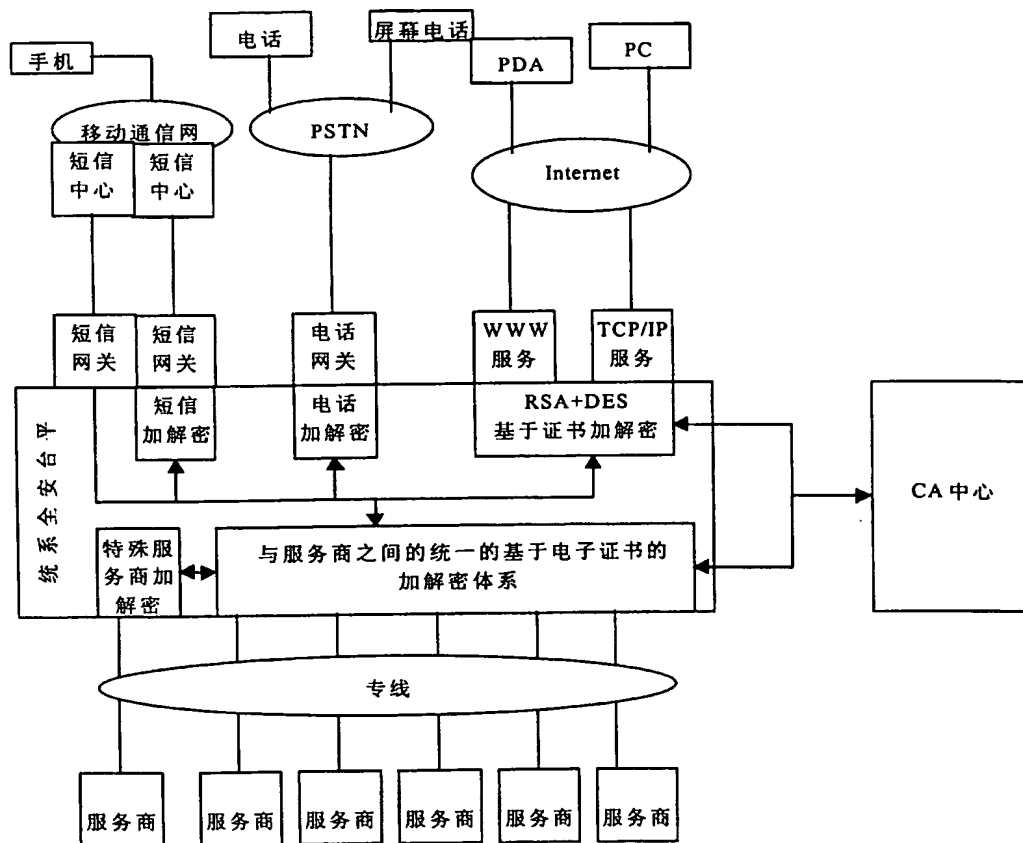 电话
屏幕电话
手机
PDA
PC
移动通信网
PSTN
Internet
短信
中心
短信
中心
短信
网关
短信
网关
电话
网关
WWW
服务
TCP/IP
服务
短信
加解密
电话
加解密
RSA+DES
基于证书加解密
统系全安台平
CA中心
特殊服
务商加
解密
与服务商之间的统一的基于电子证书的
加解密体系
专线
服务商
服务商
服务商
服务商
服务商
服务商